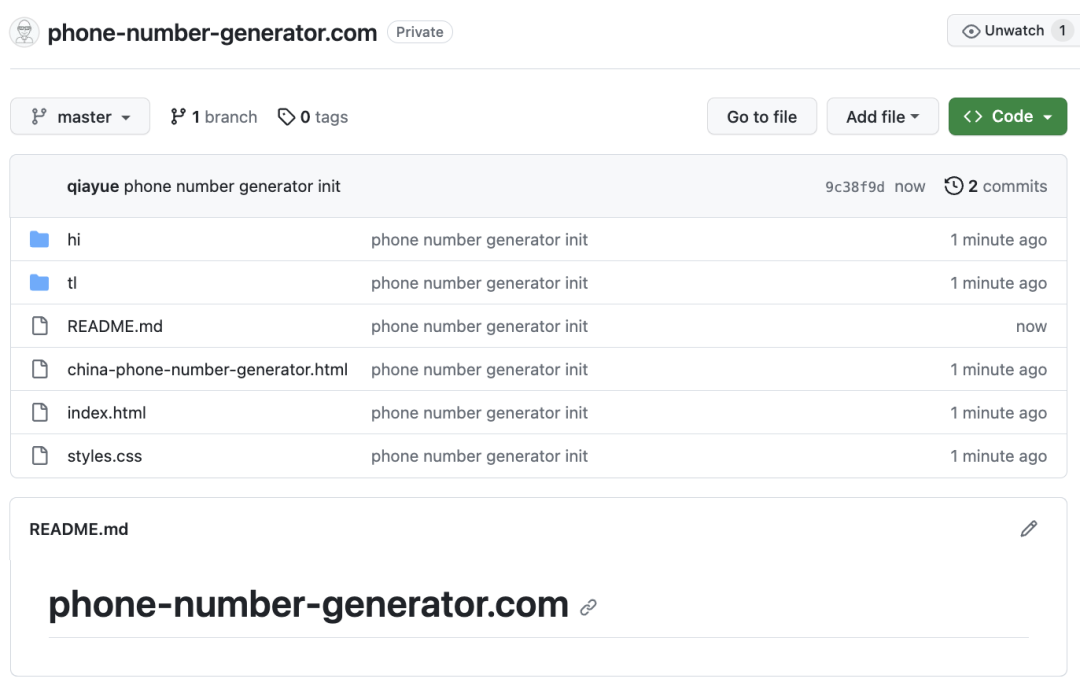 phone-number-generator.com Private Unwatch 1
master 1 branch 0 tags Go to file Add file Code
qiayue phone number generator init 9c38f9d now 2 commits
hi phone number generator init 1 minute ago
tl phone number generator init 1 minute ago
README.md phone number generator init now
china-phone-number-generator.html phone number generator init 1 minute ago
index.html phone number generator init 1 minute ago
styles.css phone number generator init 1 minute ago
README.md
phone-number-generator.com